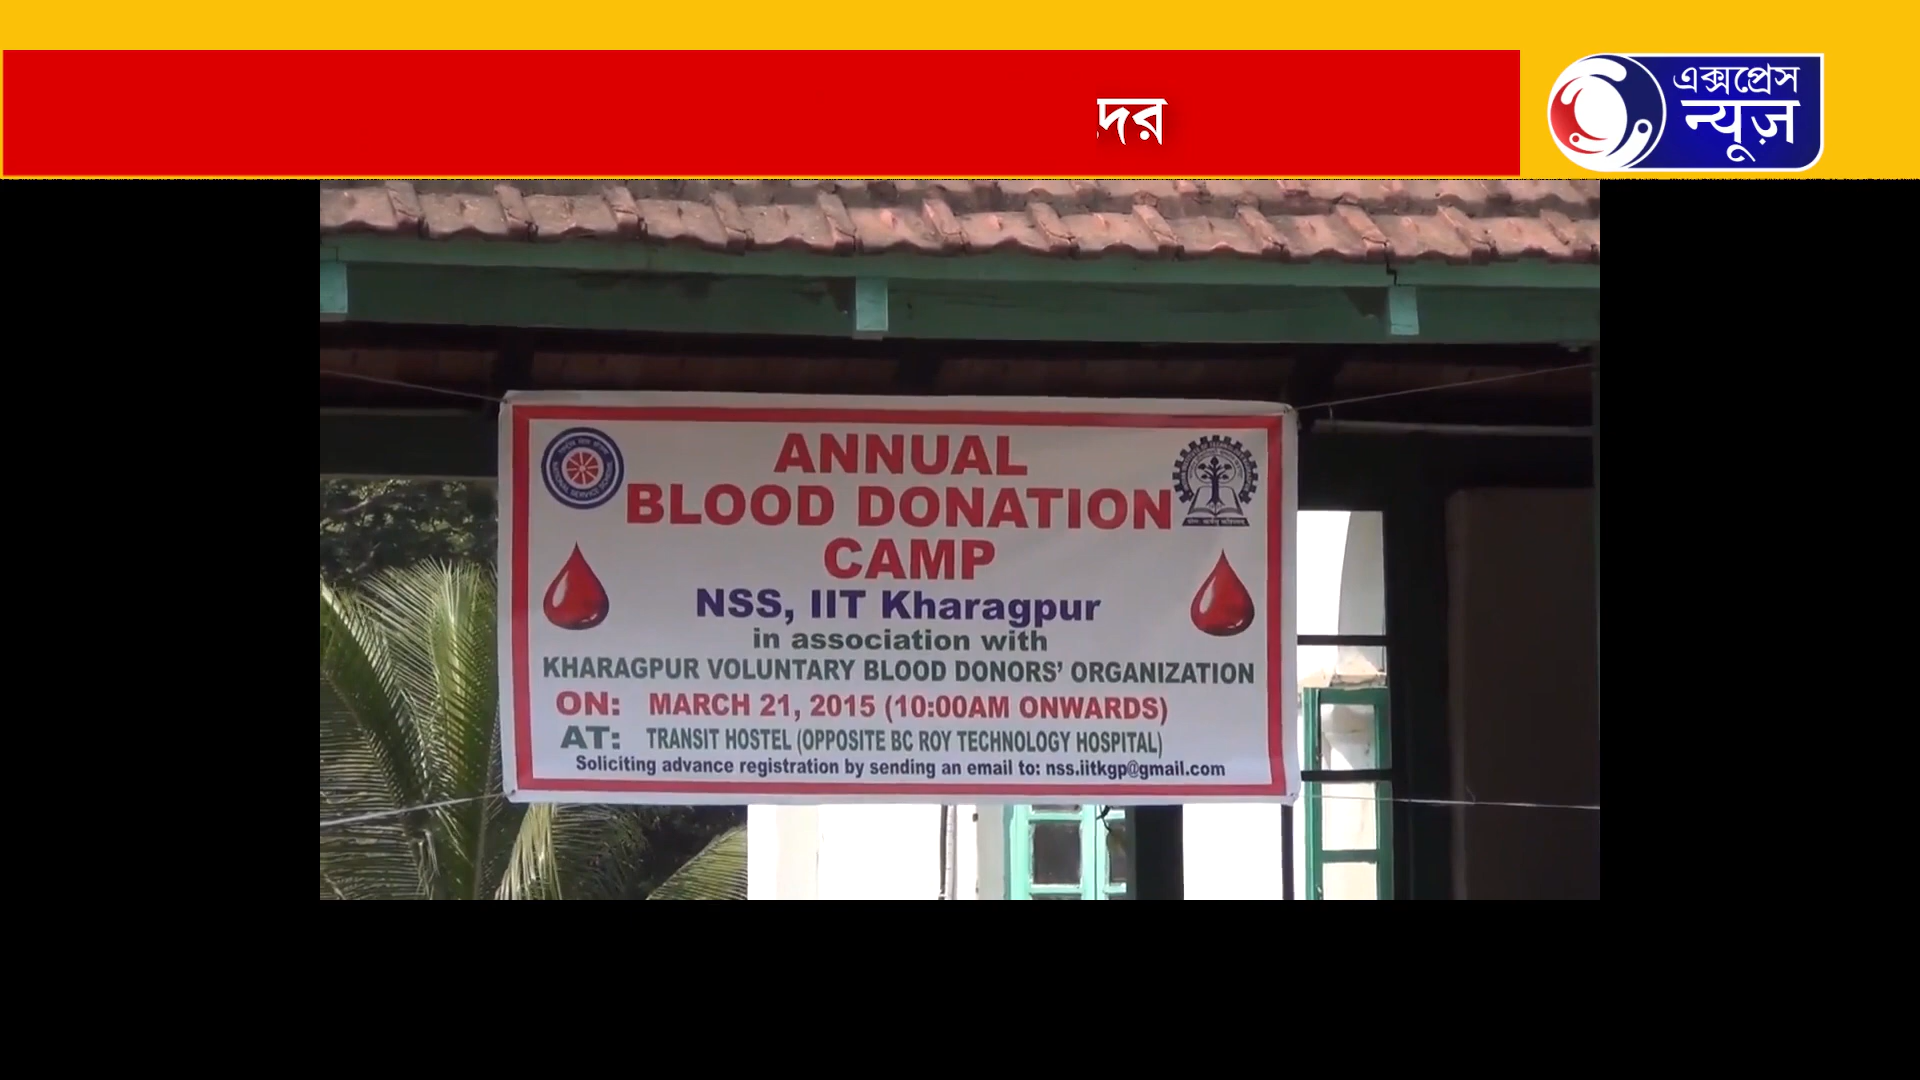 দর
এক্সপ্রেস
न्यूज़
ANNUAL
BLOOD DONATION
CAMP
NSS, IIT Kharagpur
in association with
KHARAGPUR VOLUNTARY BLOOD DONORS' ORGANIZATION
ON: MARCH 21, 2015 (10:00AM ONWARDS)
AT: TRANSIT HOSTEL (OPPOSITE BC ROY TECHNOLOGY HOSPITAL)
Soliciting advance registration by sending an email to: nss.iitkgp@gmail.com